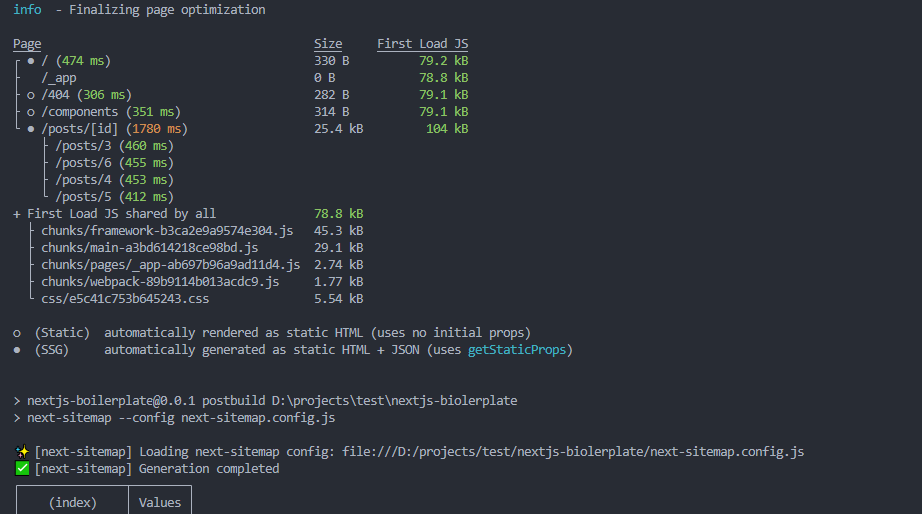 info  - Finalizing page optimization
Page Size First Load JS
┌ ● / (474 ms) 330 B 79.2 kB
├   /_app 0 B 78.8 kB
├ ○ /404 (306 ms) 282 B 79.1 kB
├ ○ /components (351 ms) 314 B 79.1 kB
└ ● /posts/[id] (1780 ms) 25.4 kB 104 kB
├ /posts/3 (460 ms)
├ /posts/6 (455 ms)
├ /posts/4 (453 ms)
└ /posts/5 (412 ms)
+ First Load JS shared by all 78.8 kB
├ chunks/framework-b3ca2e9a9574e304.js 45.3 kB
├ chunks/main-a3bd614218ce98bd.js 29.1 kB
├ chunks/pages/_app-ab697b96a9ad11d4.js 2.74 kB
├ chunks/webpack-89b9114b013acdc9.js 1.77 kB
└ css/e5c41c753b645243.css 5.54 kB
○  (Static)  automatically rendered as static HTML (uses no initial props)
●  (SSG)     automatically generated as static HTML + JSON (uses getStaticProps)
> nextjs-boilerplate@0.0.1 postbuild D:\projects\test\nextjs-biolerplate
> next-sitemap --config next-sitemap.config.js
✨ [next-sitemap] Loading next-sitemap config: file:///D:/projects/test/nextjs-biolerplate/next-sitemap.config.js
✅ [next-sitemap] Generation completed
(index) Values